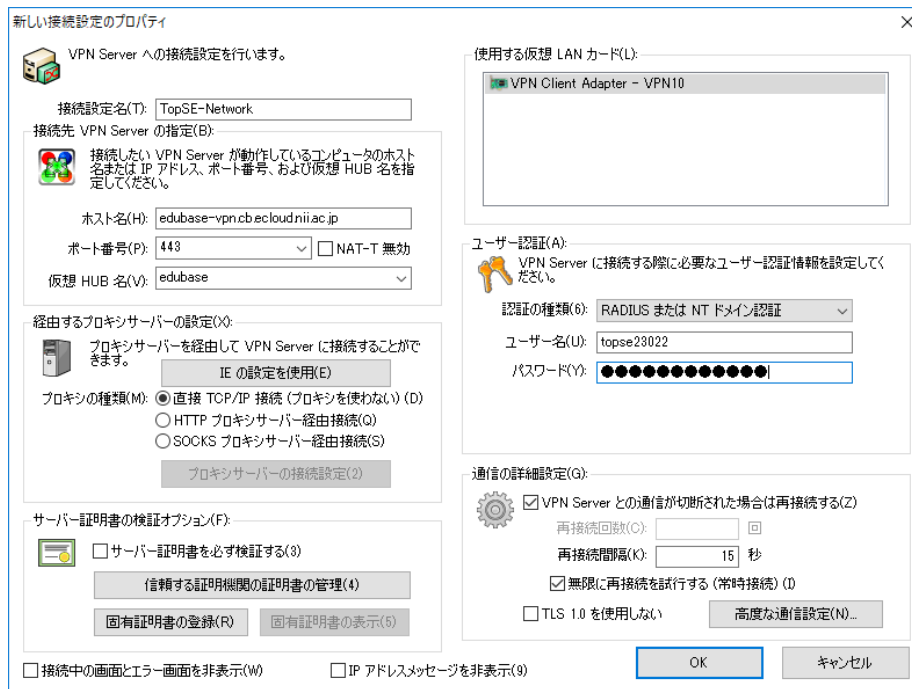 新しい接続設定のプロパティ
VPN Server への接続設定を行います。
接続設定名(T): TopSE-Network
接続先 VPN Server の指定(B):
接続したい VPN Server が動作しているコンピュータのホスト
名または IP アドレス、ポート番号、および仮想 HUB 名を指
定してください。
ホスト名(H): edubase-vpn.cb.ecloud.nii.ac.jp
ポート番号(P): 443 NAT-T 無効
仮想 HUB 名(V): edubase
経由するプロキシサーバーの設定(X):
プロキシサーバーを経由して VPN Server に接続することがで
きます。
IE の設定を使用(E)
プロキシの種類(M): 直接 TCP/IP 接続 (プロキシを使わない) (D)
HTTP プロキシサーバー経由接続(Q)
SOCKS プロキシサーバー経由接続(S)
プロキシサーバーの接続設定(2)
サーバー証明書の検証オプション(F):
サーバー証明書を必ず検証する(3)
信頼する証明機関の証明書の管理(4)
固有証明書の登録(R) 固有証明書の表示(5)
接続中の画面とエラー画面を非表示(W) IP アドレスメッセージを非表示(9)
使用する仮想 LAN カード(L):
VPN Client Adapter - VPN10
ユーザー認証(A):
VPN Server に接続する際に必要なユーザー認証情報を設定してく
ださい。
認証の種類(6): RADIUS または NT ドメイン認証
ユーザー名(U): topse23022
パスワード(Y): ●●●●●●●●●●●●
通信の詳細設定(G):
VPN Server との通信が切断された場合は再接続する(Z)
再接続回数(C): 回
再接続間隔(K): 15 秒
無限に再接続を試行する (常時接続) (I)
TLS 1.0 を使用しない 高度な通信設定(N)...
OK キャンセル